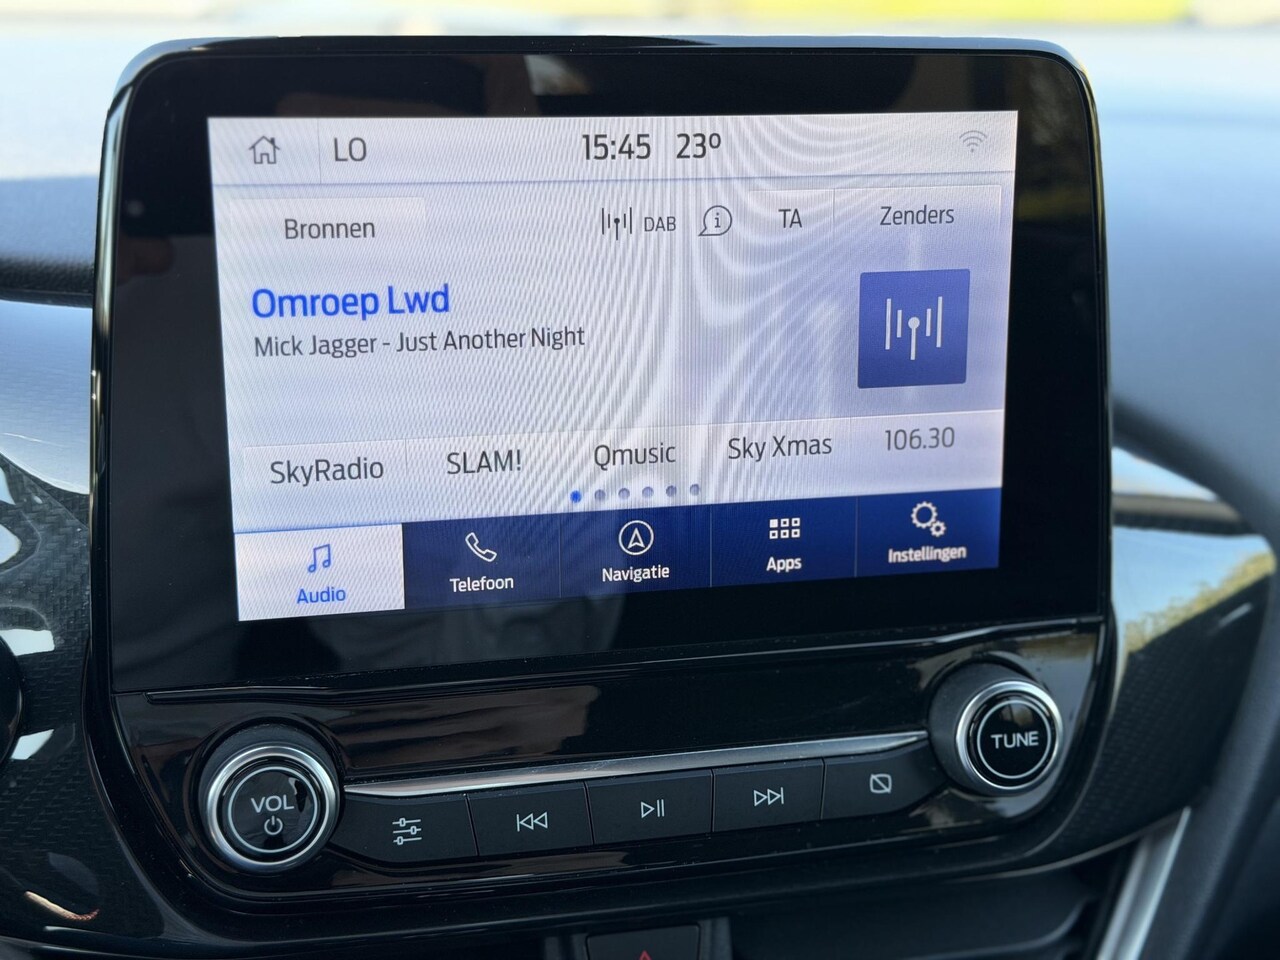 LO 15:45 23°
Bronnen DAB TA Zenders
Omroep Lwd
Mick Jagger - Just Another Night
SkyRadio SLAM! Qmusic Sky Xmas 106.30
Audio Telefoon Navigatie Apps Instellingen
VOL TUNE